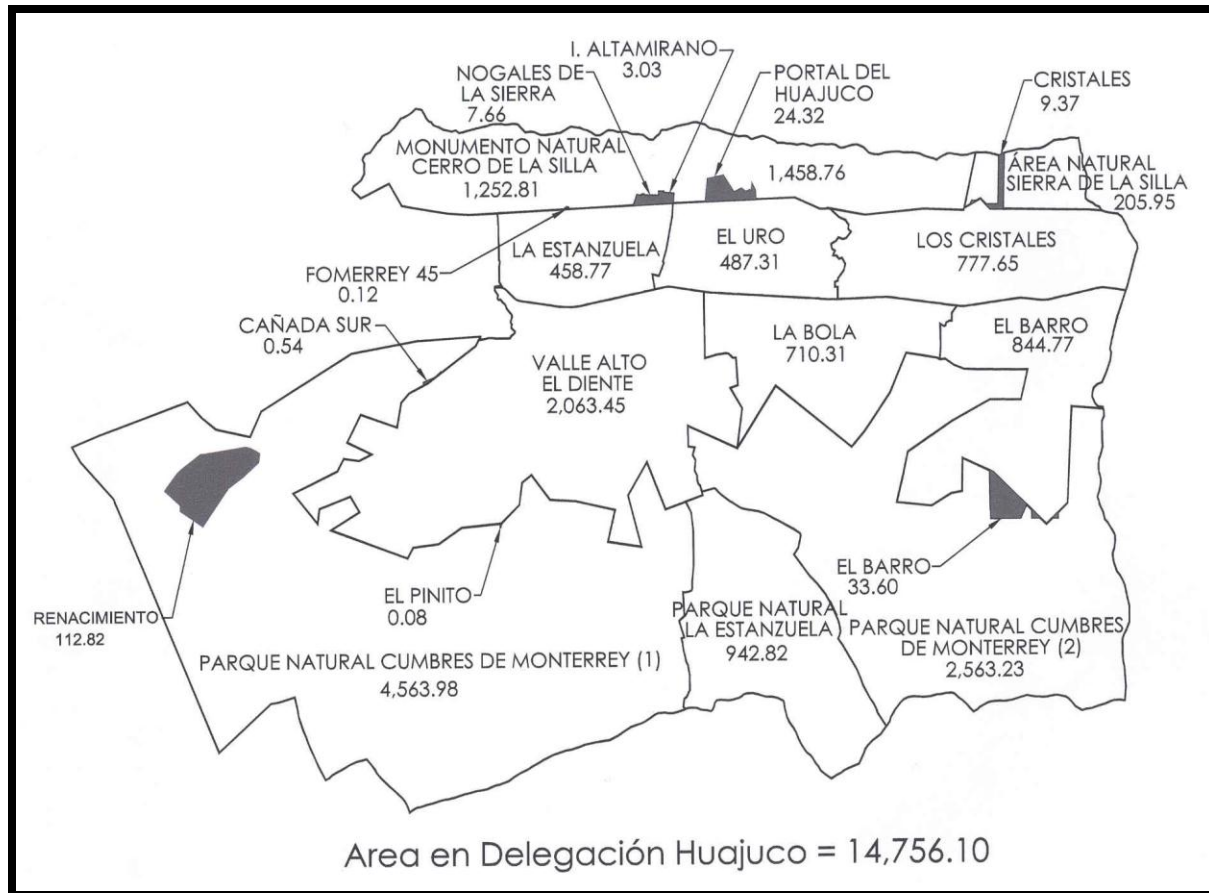 I. ALTAMIRANO
3.03
NOGALES DE
LA SIERRA
7.66
PORTAL DEL
HUAJUCO
24.32
CRISTALES
9.37
MONUMENTO NATURAL
CERRO DE LA SILLA
1,252.81
1,458.76
ÁREA NATURAL
SIERRA DE LA SILLA
205.95
LA ESTANZUELA
458.77
EL URO
487.31
LOS CRISTALES
777.65
FOMERREY 45
0.12
CAÑADA SUR
0.54
VALLE ALTO
EL DIENTE
2,063.45
LA BOLA
710.31
EL BARRO
844.77
RENACIMIENTO
112.82
EL PINITO
0.08
EL BARRO
33.60
PARQUE NATURAL CUMBRES DE MONTERREY (1)
4,563.98
PARQUE NATURAL
LA ESTANZUELA
942.82
PARQUE NATURAL CUMBRES
DE MONTERREY (2)
2,563.23
Area en Delegación Huajuco = 14,756.10